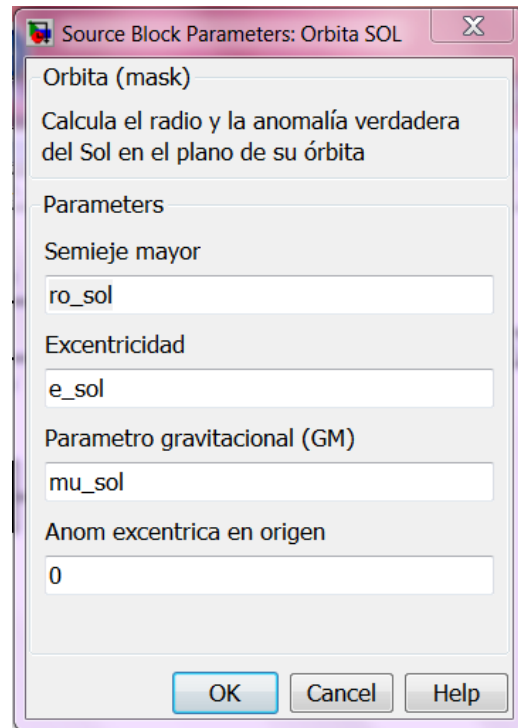 Source Block Parameters: Orbita SOL
Orbita (mask)
Calcula el radio y la anomalía verdadera
del Sol en el plano de su órbita
Parameters
Semieje mayor
ro_sol
Excentricidad
e_sol
Parametro gravitacional (GM)
mu_sol
Anom excentrica en origen
0
OK Cancel Help